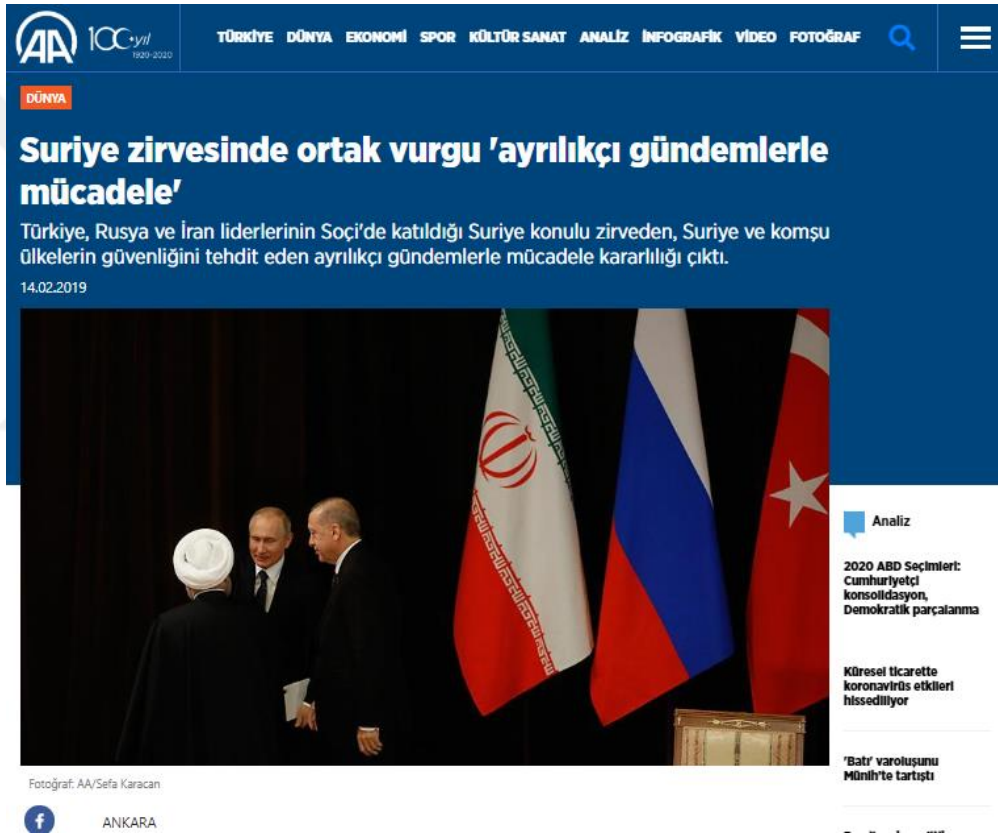 AA 100.yıl
1920-2020
TÜRKİYE DÜNYA EKONOMİ SPOR KÜLTÜR SANAT ANALİZ İNFOGRAFİK VİDEO FOTOĞRAF
DÜNYA
Suriye zirvesinde ortak vurgu 'ayrılıkçı gündemlerle
mücadele'
Türkiye, Rusya ve İran liderlerinin Soçi'de katıldığı Suriye konulu zirveden, Suriye ve komşu
ülkelerin güvenliğini tehdit eden ayrılıkçı gündemlerle mücadele kararlılığı çıktı.
14.02.2019
Fotoğraf: AA/Sefa Karacan
f
ANKARA
Analiz
2020 ABD Seçimleri:
Cumhuriyetçi
konsolidasyon,
Demokratik parçalanma
Küresel ticarette
koronavirüs etkileri
hissediliyor
'Batı' varoluşunu
Münih'te tartıştı